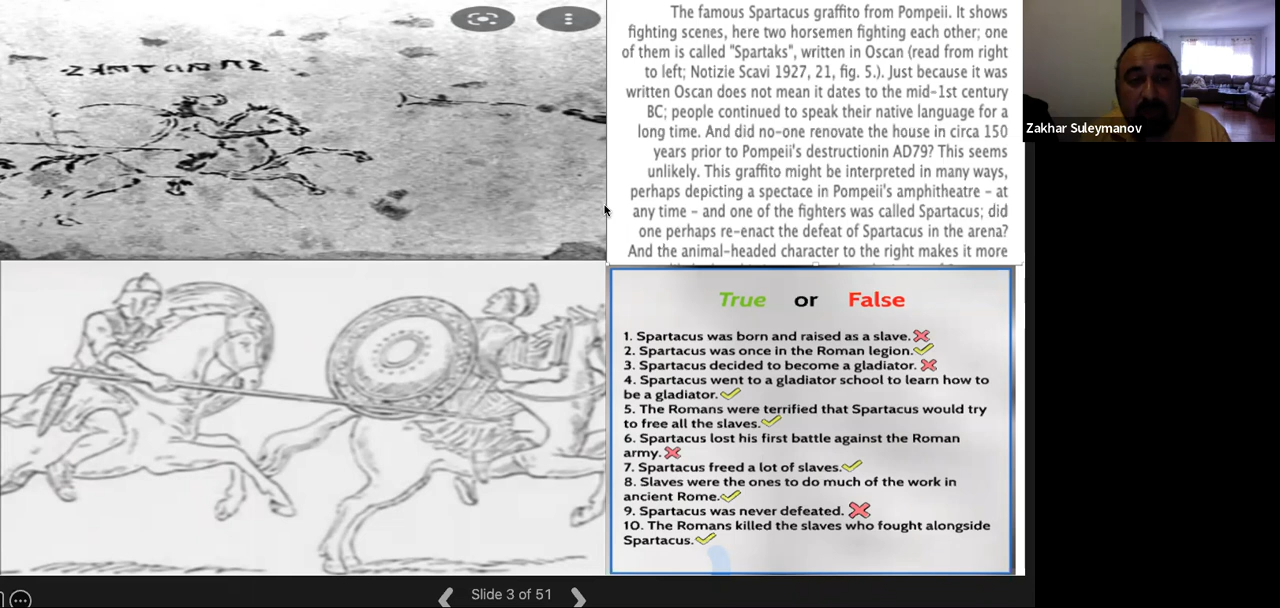 The famous Spartacus graffito from Pompeii. It shows
fighting scenes, here two horsemen fighting each other; one
of them is called "Spartaks", written in Oscan (read from right
to left; Notizie Scavi 1927, 21, fig. 5.). Just because it was
written Oscan does not mean it dates to the mid-1st century
BC; people continued to speak their native language for a
long time. And did no-one renovate the house in circa 150
years prior to Pompeii's destructionin AD79? This seems
unlikely. This graffito might be interpreted in many ways,
perhaps depicting a spectace in Pompeii's amphitheatre - at
any time - and one of the fighters was called Spartacus; did
one perhaps re-enact the defeat of Spartacus in the arena?
And the animal-headed character to the right makes it more
Zakhar Suleymanov
True or False
1. Spartacus was born and raised as a slave.
2. Spartacus was once in the Roman legion.
3. Spartacus decided to become a gladiator.
4. Spartacus went to a gladiator school to learn how to
be a gladiator.
5. The Romans were terrified that Spartacus would try
to free all the slaves.
6. Spartacus lost his first battle against the Roman
army.
7. Spartacus freed a lot of slaves.
8. Slaves were the ones to do much of the work in
ancient Rome.
9. Spartacus was never defeated.
10. The Romans killed the slaves who fought alongside
Spartacus.
Slide 3 of 51